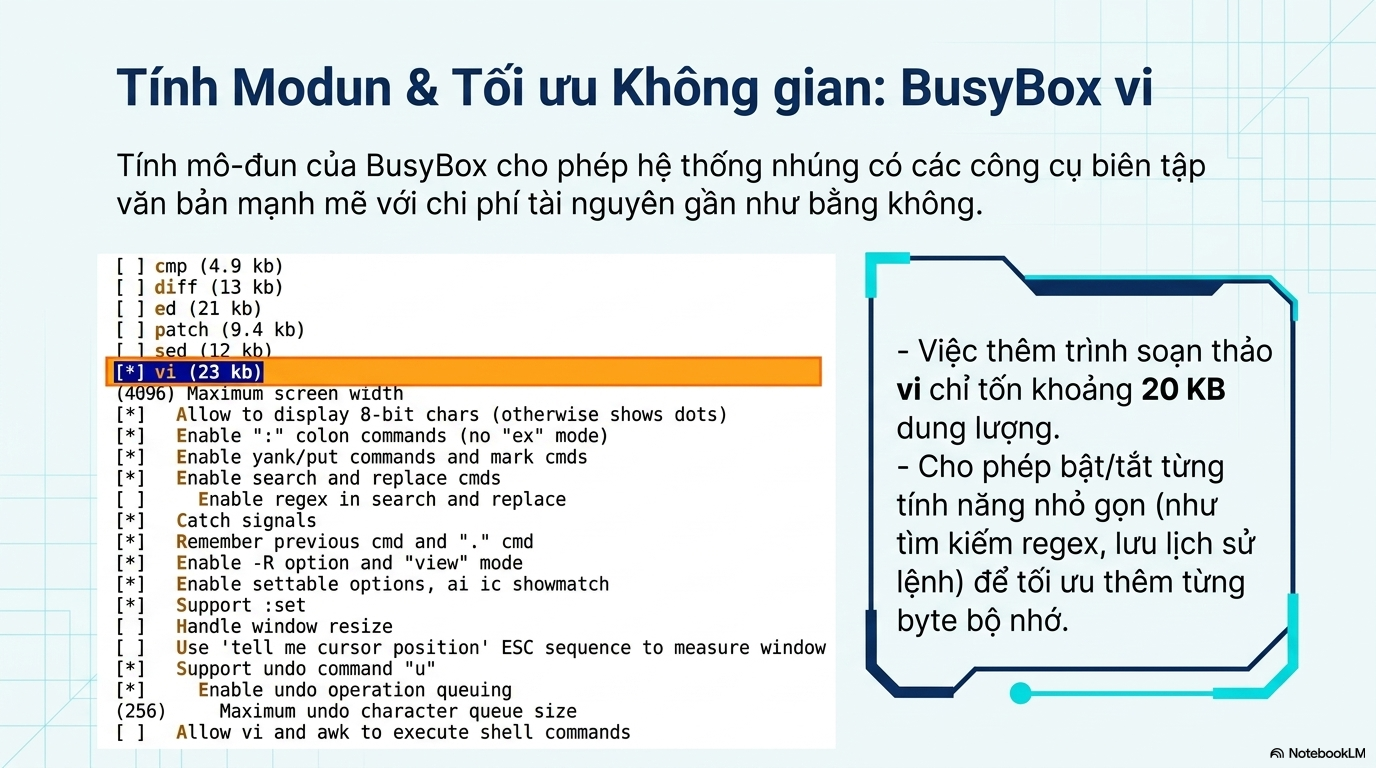 Tính Modun & Tối ưu Không gian: BusyBox vi
Tính mô-đun của BusyBox cho phép hệ thống nhúng có các công cụ biên tập
văn bản mạnh mẽ với chi phí tài nguyên gần như bằng không.
[ ] cmp (4.9 kb)
[ ] diff (13 kb)
[ ] ed (21 kb)
[ ] patch (9.4 kb)
[ ] sed (12 kb)
[*] vi (23 kb)
(4096) Maximum screen width
[*]   Allow to display 8-bit chars (otherwise shows dots)
[*]   Enable ":" colon commands (no "ex" mode)
[*]   Enable yank/put commands and mark cmds
[*]   Enable search and replace cmds
[ ]     Enable regex in search and replace
[*]   Catch signals
[*]   Remember previous cmd and "." cmd
[*]   Enable -R option and "view" mode
[*]   Enable settable options, ai ic showmatch
[*]   Support :set
[ ]   Handle window resize
[ ]   Use 'tell me cursor position' ESC sequence to measure window
[*]   Support undo command "u"
[*]     Enable undo operation queuing
(256)     Maximum undo character queue size
[ ]   Allow vi and awk to execute shell commands
- Việc thêm trình soạn thảo
vi chỉ tốn khoảng 20 KB
dung lượng.
- Cho phép bật/tắt từng
tính năng nhỏ gọn (như
tìm kiếm regex, lưu lịch sử
lệnh) để tối ưu thêm từng
byte bộ nhớ.
NotebookLM